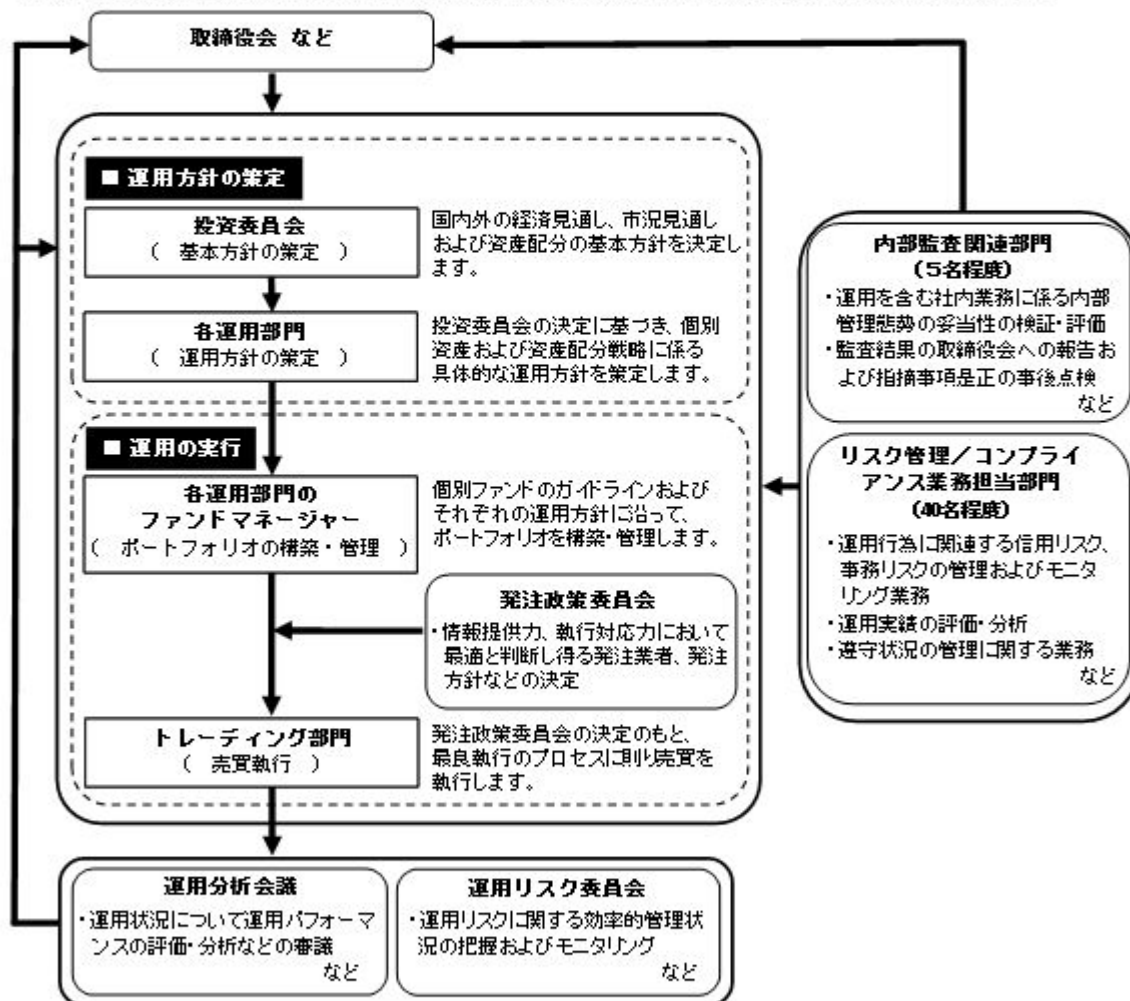 取締役会 など
■ 運用方針の策定
投資委員会
（ 基本方針の策定 ）
国内外の経済見通し、市況見通し
および資産配分の基本方針を決定し
ます。
各運用部門
（ 運用方針の策定 ）
投資委員会の決定に基づき、個別
資産および資産配分戦略に係る
具体的な運用方針を策定します。
■ 運用の実行
各運用部門の
ファンドマネージャー
（ ポートフォリオの構築・管理 ）
個別ファンドのガイドラインおよび
それぞれの運用方針に沿って、
ポートフォリオを構築・管理します。
発注政策委員会
・情報提供力、執行対応力において
最適と判断し得る発注業者、発注
方針などの決定
トレーディング部門
（ 売買執行 ）
発注政策委員会の決定のもと、
最良執行のプロセスに則り売買を
執行します。
運用分析会議
・運用状況について運用パフォーマ
ンスの評価・分析などの審議
など
運用リスク委員会
・運用リスクに関する効率的管理状
況の把握およびモニタリング
など
内部監査関連部門
（5名程度）
・運用を含む社内業務に係る内部
管理態勢の妥当性の検証・評価
・監査結果の取締役会への報告お
よび指摘事項是正の事後点検
など
リスク管理／コンプライ
アンス業務担当部門
（40名程度）
・運用行為に関連する信用リスク、
事務リスクの管理およびモニタ
リング業務
・運用実績の評価・分析
・遵守状況の管理に関する業務
など